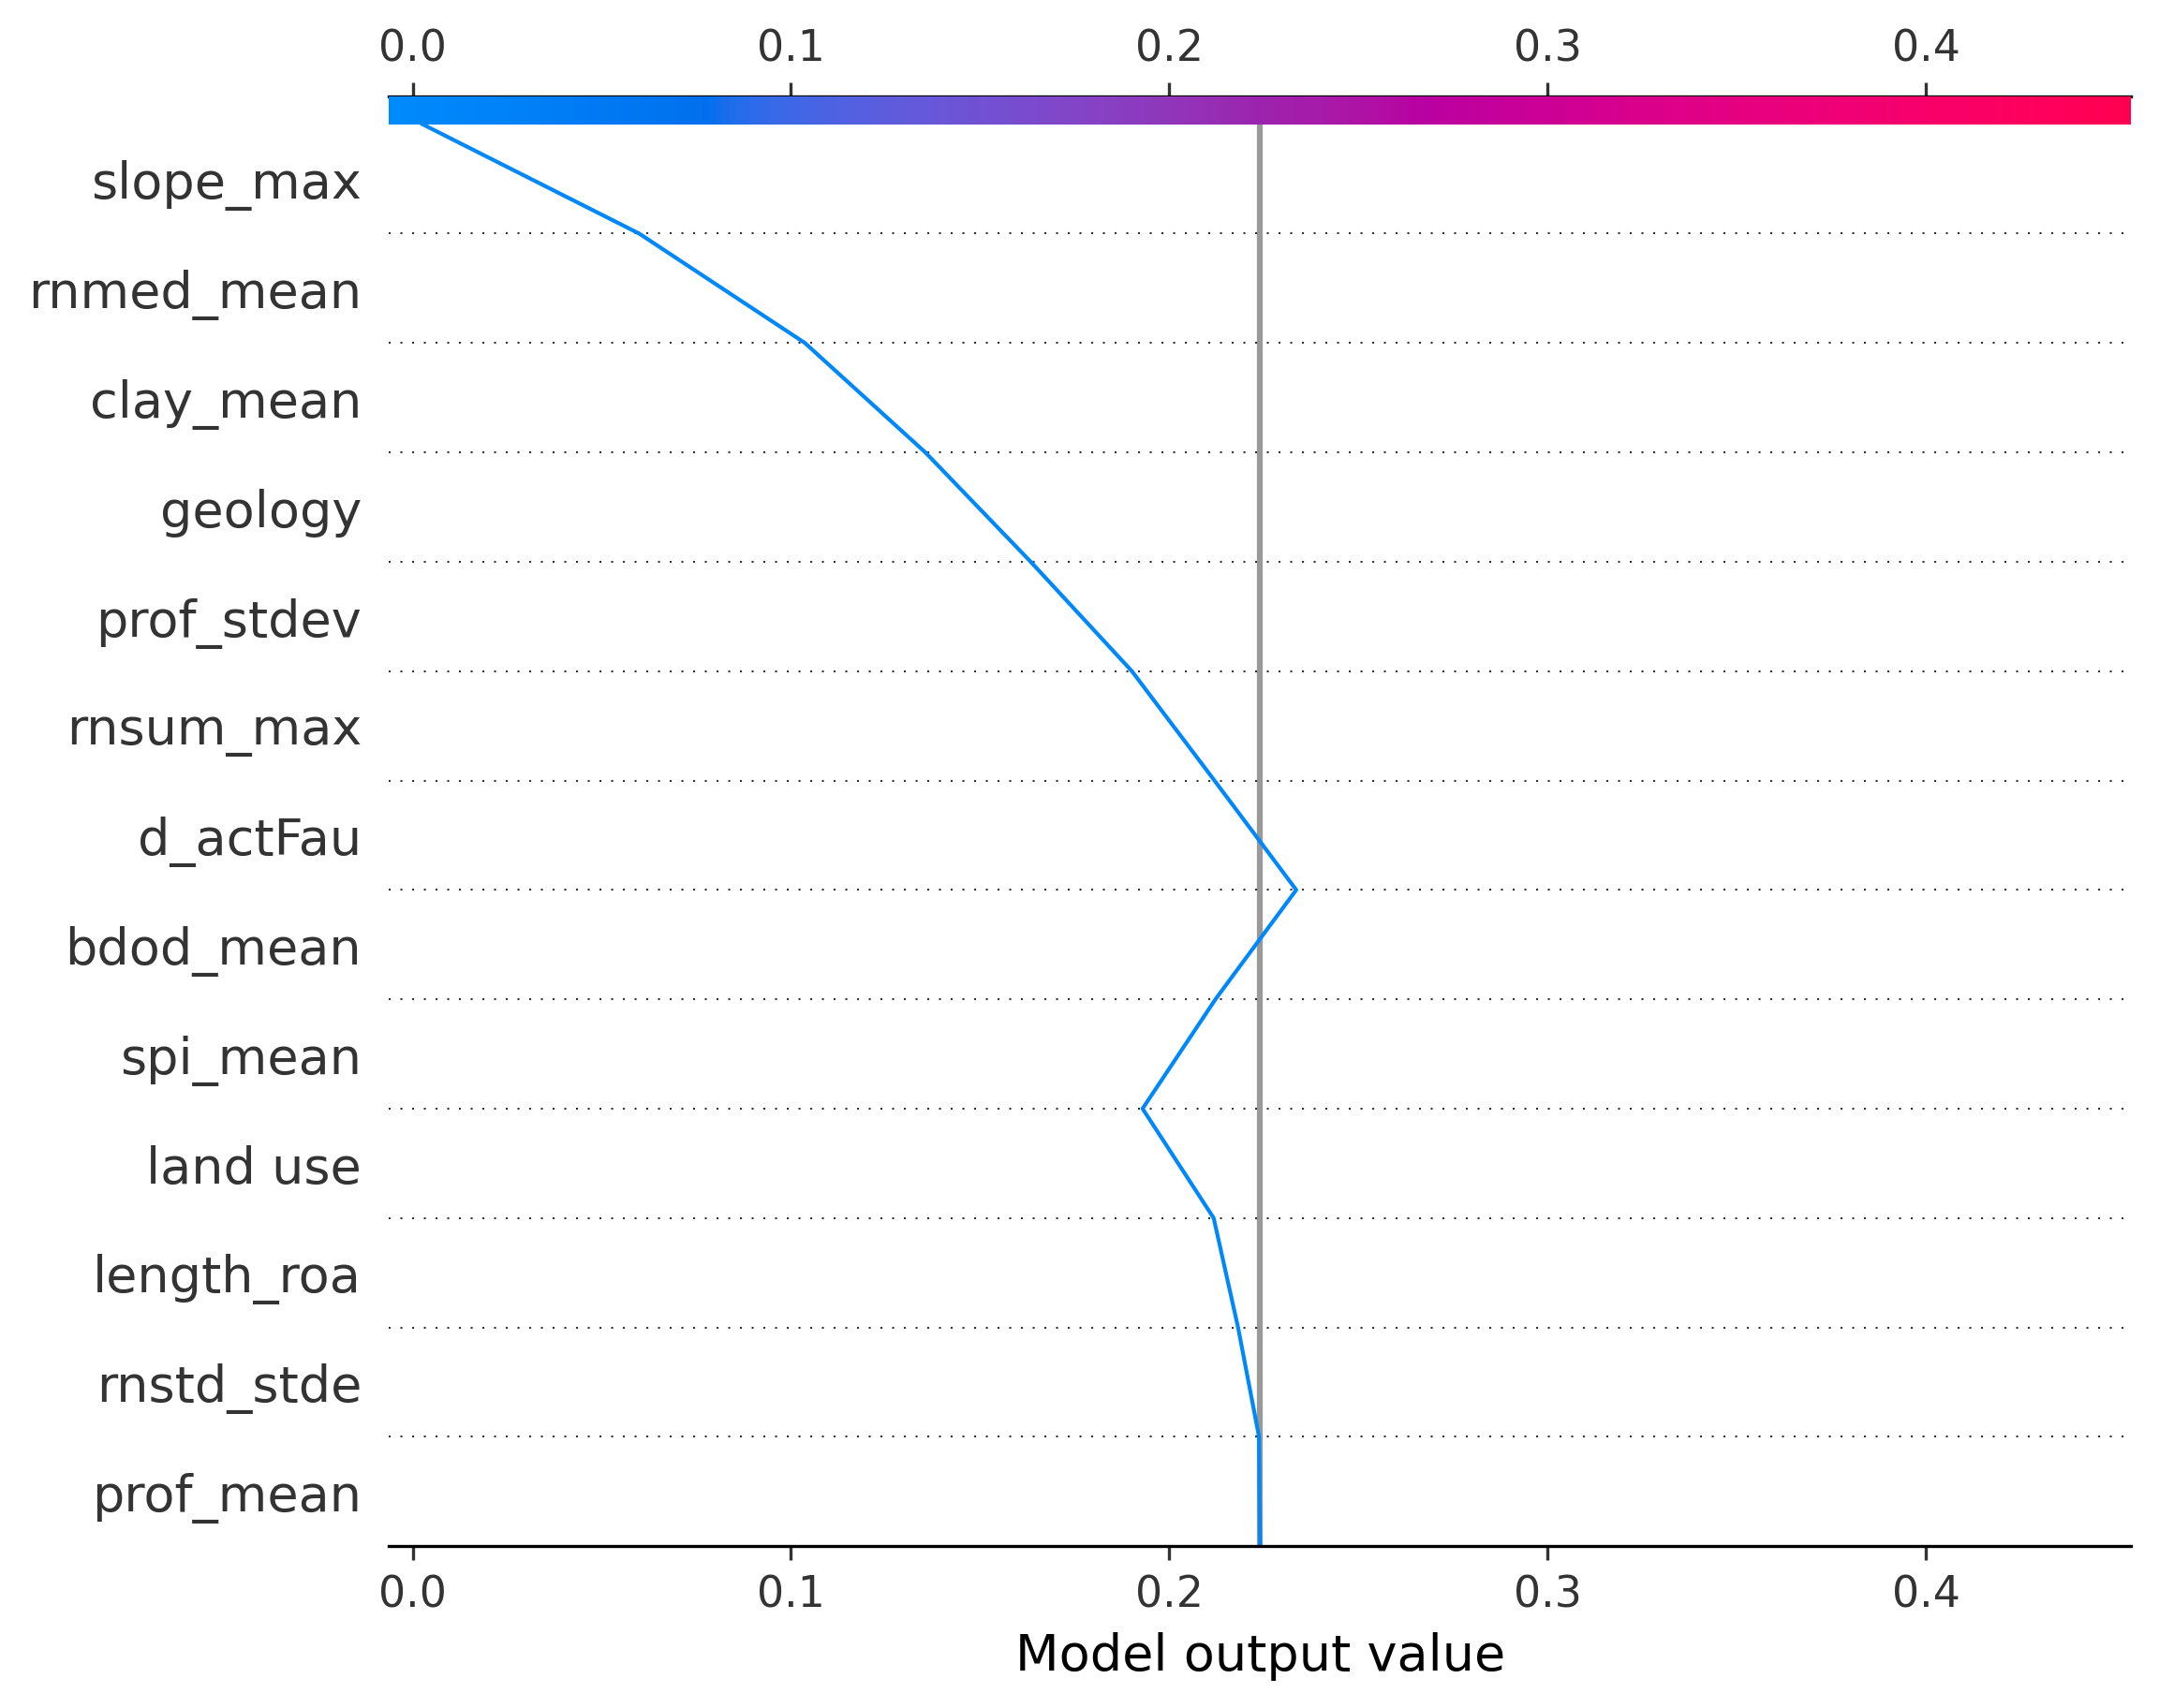 0.0 0.1 0.2 0.3 0.4
slope_max
rnmed_mean
clay_mean
geology
prof_stdev
rnsum_max
d_actFau
bdod_mean
spi_mean
land use
length_roa
rnstd_stde
prof_mean
0.0 0.1 0.2 0.3 0.4
Model output value